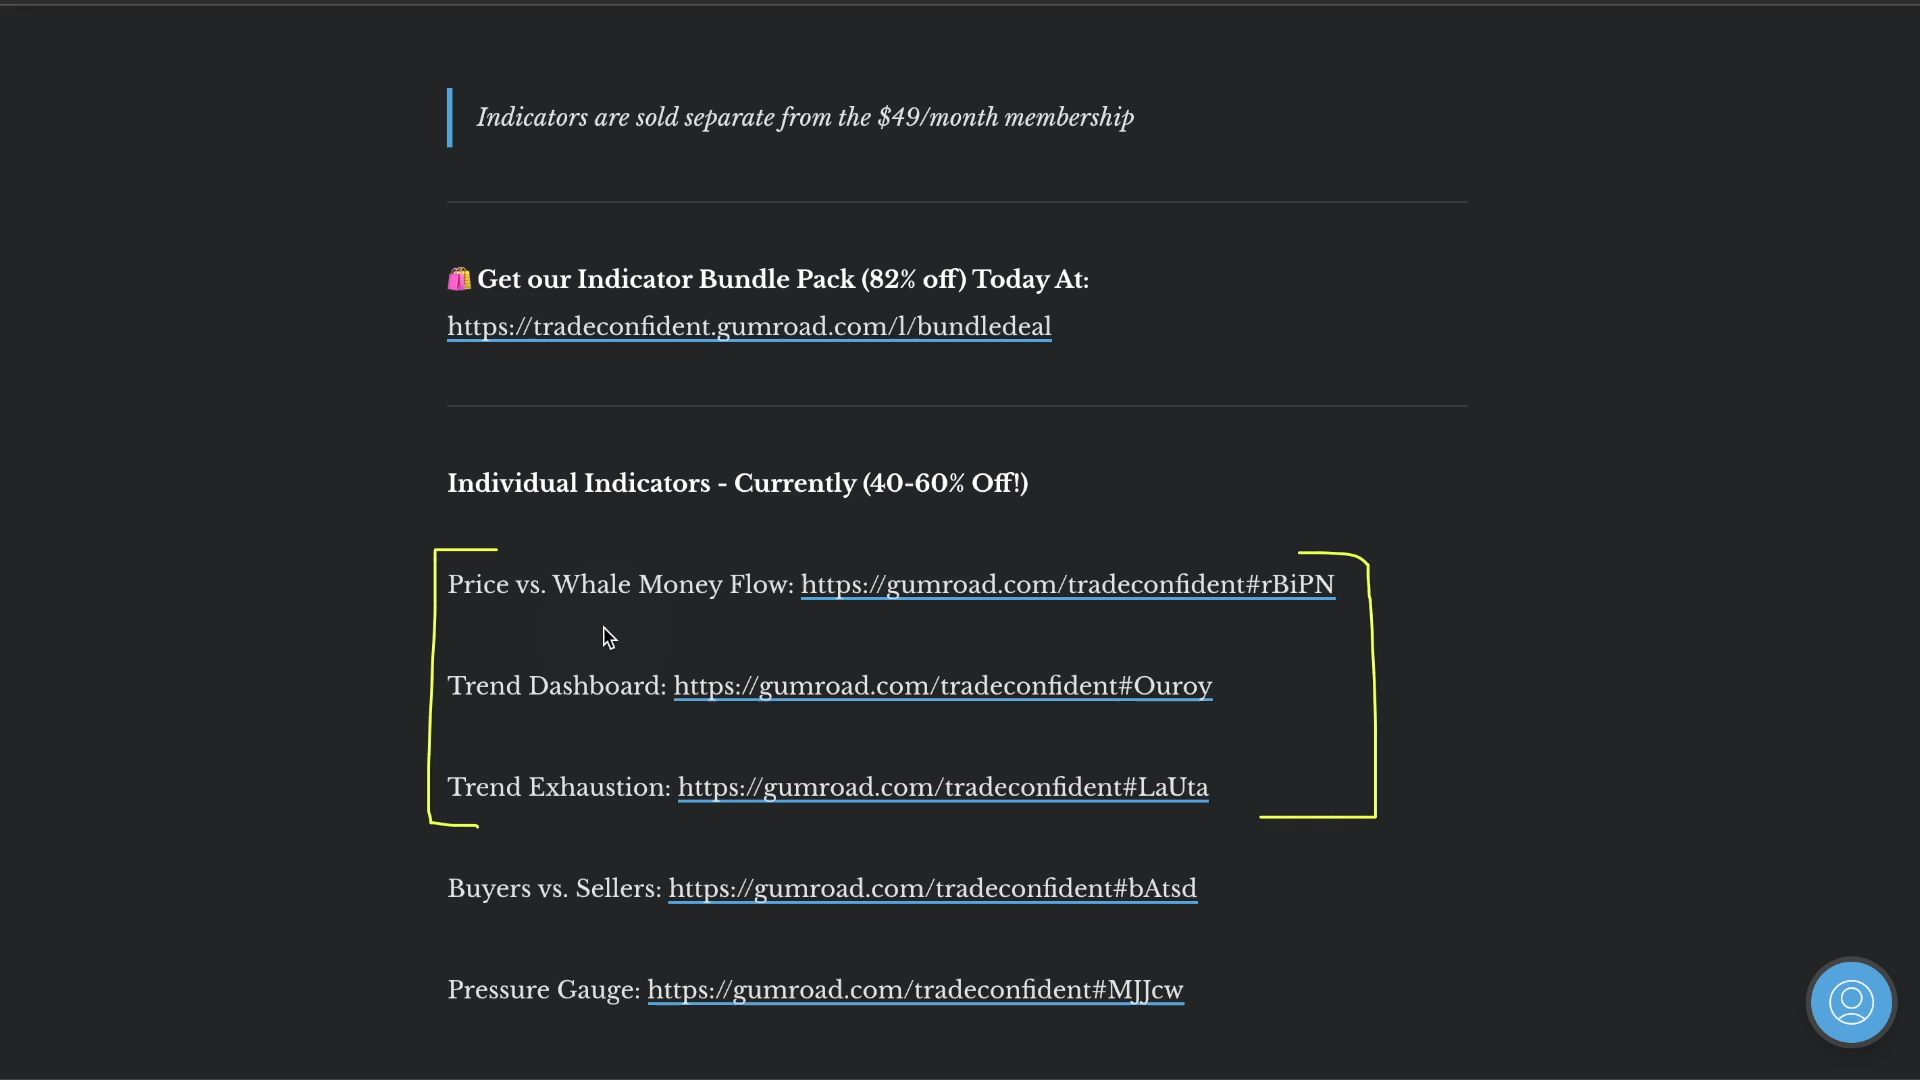 Indicators are sold separate from the $49/month membership
🛍️ Get our Indicator Bundle Pack (82% off) Today At:
https://tradeconfident.gumroad.com/l/bundledeal
Individual Indicators - Currently (40-60% Off!)
Price vs. Whale Money Flow: https://gumroad.com/tradeconfident#rBiPN
Trend Dashboard: https://gumroad.com/tradeconfident#Ouroy
Trend Exhaustion: https://gumroad.com/tradeconfident#LaUta
Buyers vs. Sellers: https://gumroad.com/tradeconfident#bAtsd
Pressure Gauge: https://gumroad.com/tradeconfident#MJJcw